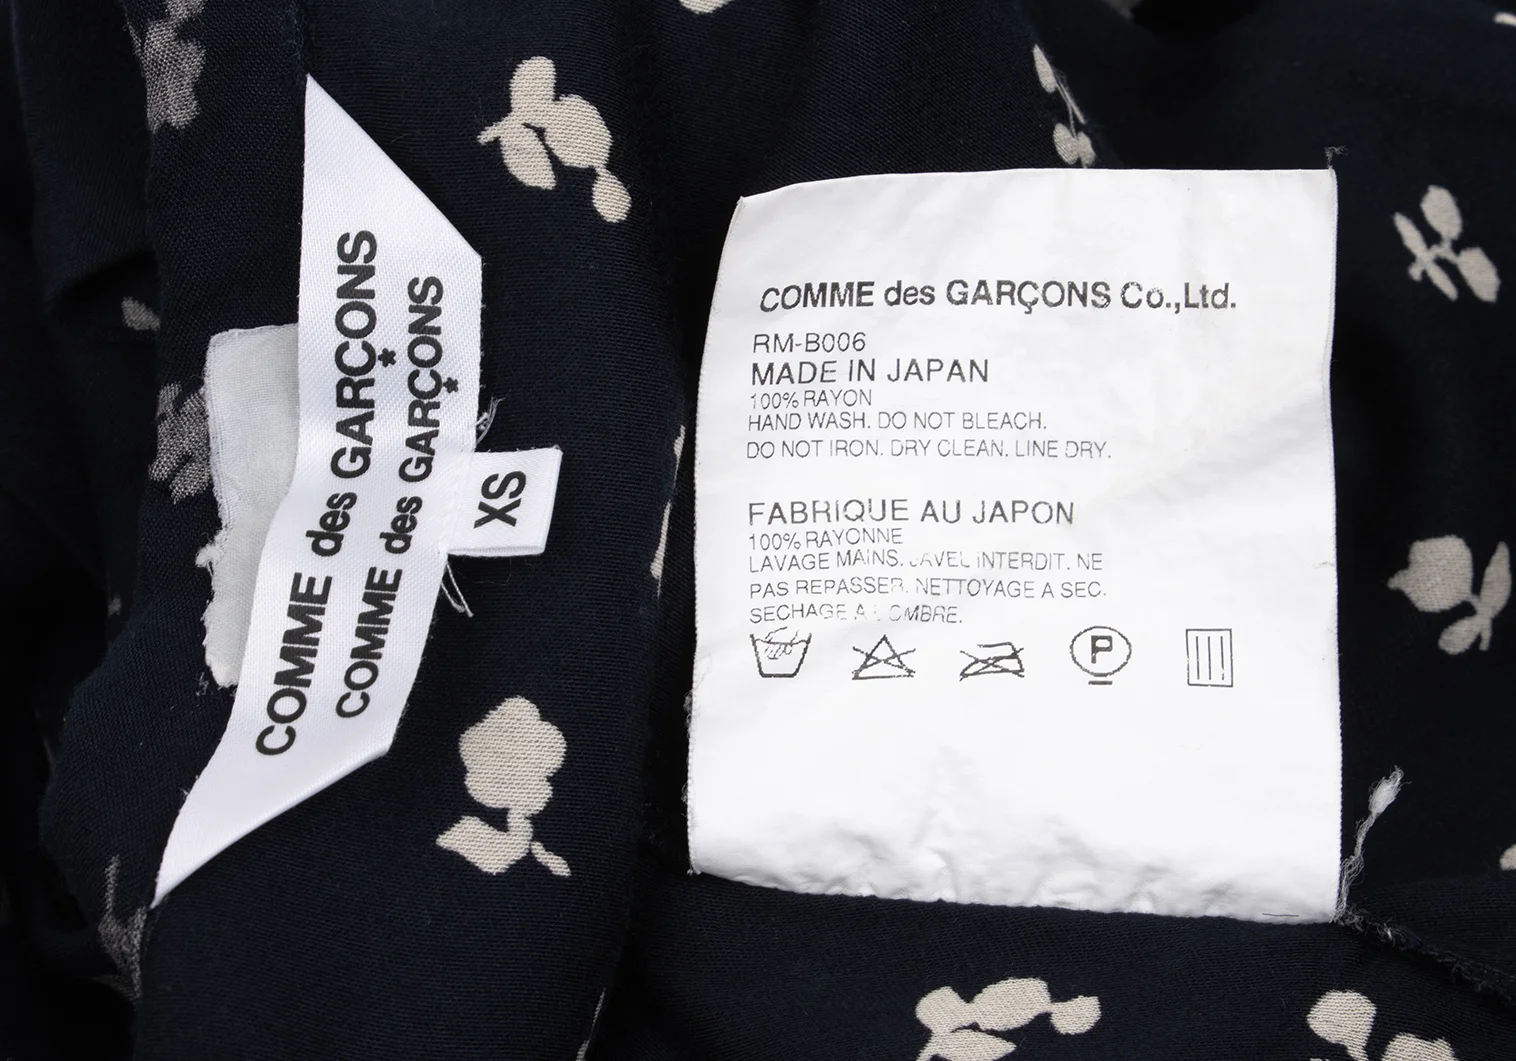 COMME des GARÇONS
COMME des GARÇONS
XS
COMME des GARÇONS Co.,Ltd.
RM-B006
MADE IN JAPAN
100% RAYON
HAND WASH. DO NOT BLEACH.
DO NOT IRON. DRY CLEAN. LINE DRY.
FABRIQUE AU JAPON
100% RAYONNE
LAVAGE MAINS. JAVEL INTERDIT. NE
PAS REPASSER. NETTOYAGE A SEC.
SECHAGE A L OMBRE.
P